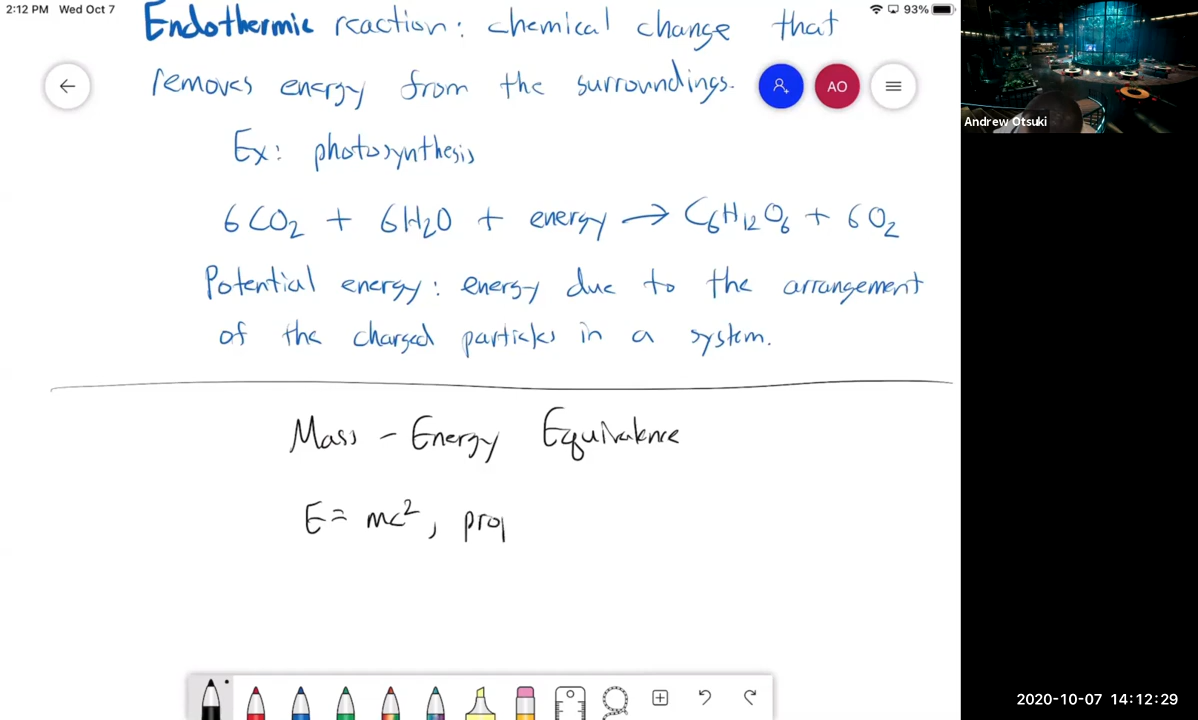 2:12 PM Wed Oct 7
93%
Endothermic reaction: chemical change that
removes energy from the surroundings.
AO
Andrew Otsuki
Ex: photosynthesis
6CO₂ + 6H₂O + energy → C₆H₁₂O₆ + 6O₂
Potential energy: energy due to the arrangement
of the charged particles in a system.
Mass - Energy Equivalence
E = mc², prop
2020-10-07 14:12:29